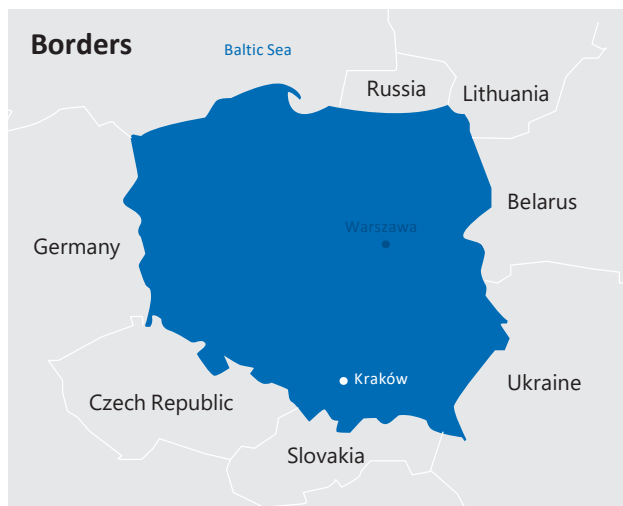 Borders
Baltic Sea
Russia
Lithuania
Belarus
Warszawa
Germany
Kraków
Ukraine
Czech Republic
Slovakia